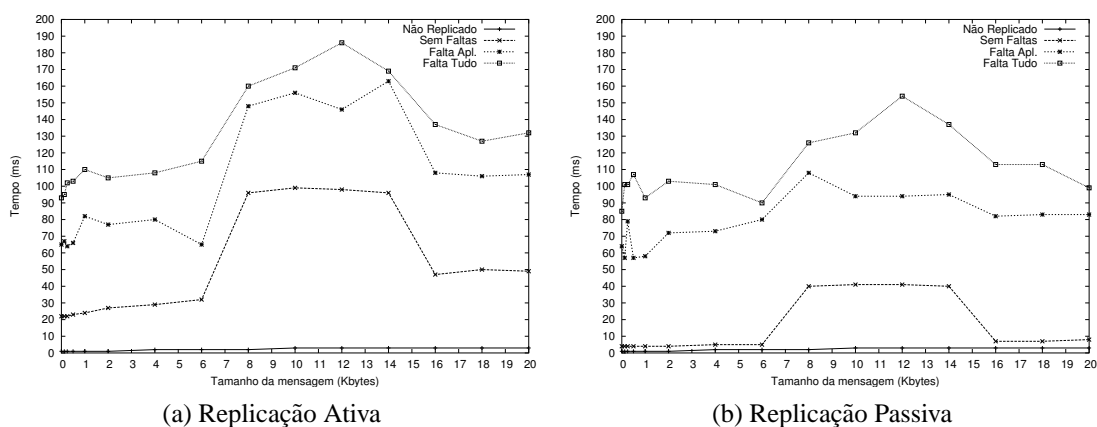 200
190
180
170
160
150
140
130
120
110
100
90
80
70
60
50
40
30
20
10
0
Tempo (ms)
Não Replicado
Sem Faltas
Falta Apl.
Falta Tudo
0 1 2 3 4 5 6 7 8 9 10 11 12 13 14 15 16 17 18 19 20
Tamanho da mensagem (Kbytes)
(a) Replicação Ativa
200
190
180
170
160
150
140
130
120
110
100
90
80
70
60
50
40
30
20
10
0
Tempo (ms)
Não Replicado
Sem Faltas
Falta Apl.
Falta Tudo
0 1 2 3 4 5 6 7 8 9 10 11 12 13 14 15 16 17 18 19 20
Tamanho da mensagem (Kbytes)
(b) Replicação Passiva